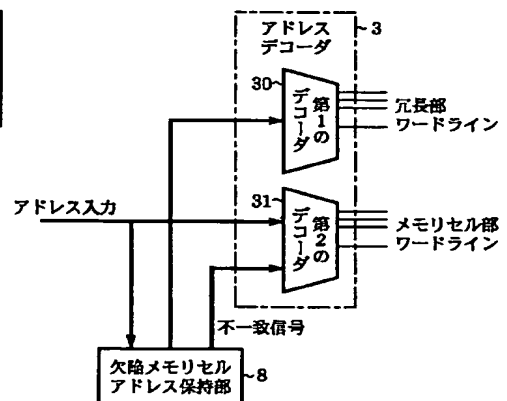 アドレス
デコーダ
3
30
第1の
デコーダ
冗長部
ワードライン
アドレス入力
31
第2の
デコーダ
メモリセル部
ワードライン
不一致信号
欠陥メモリセル
アドレス保持部
8